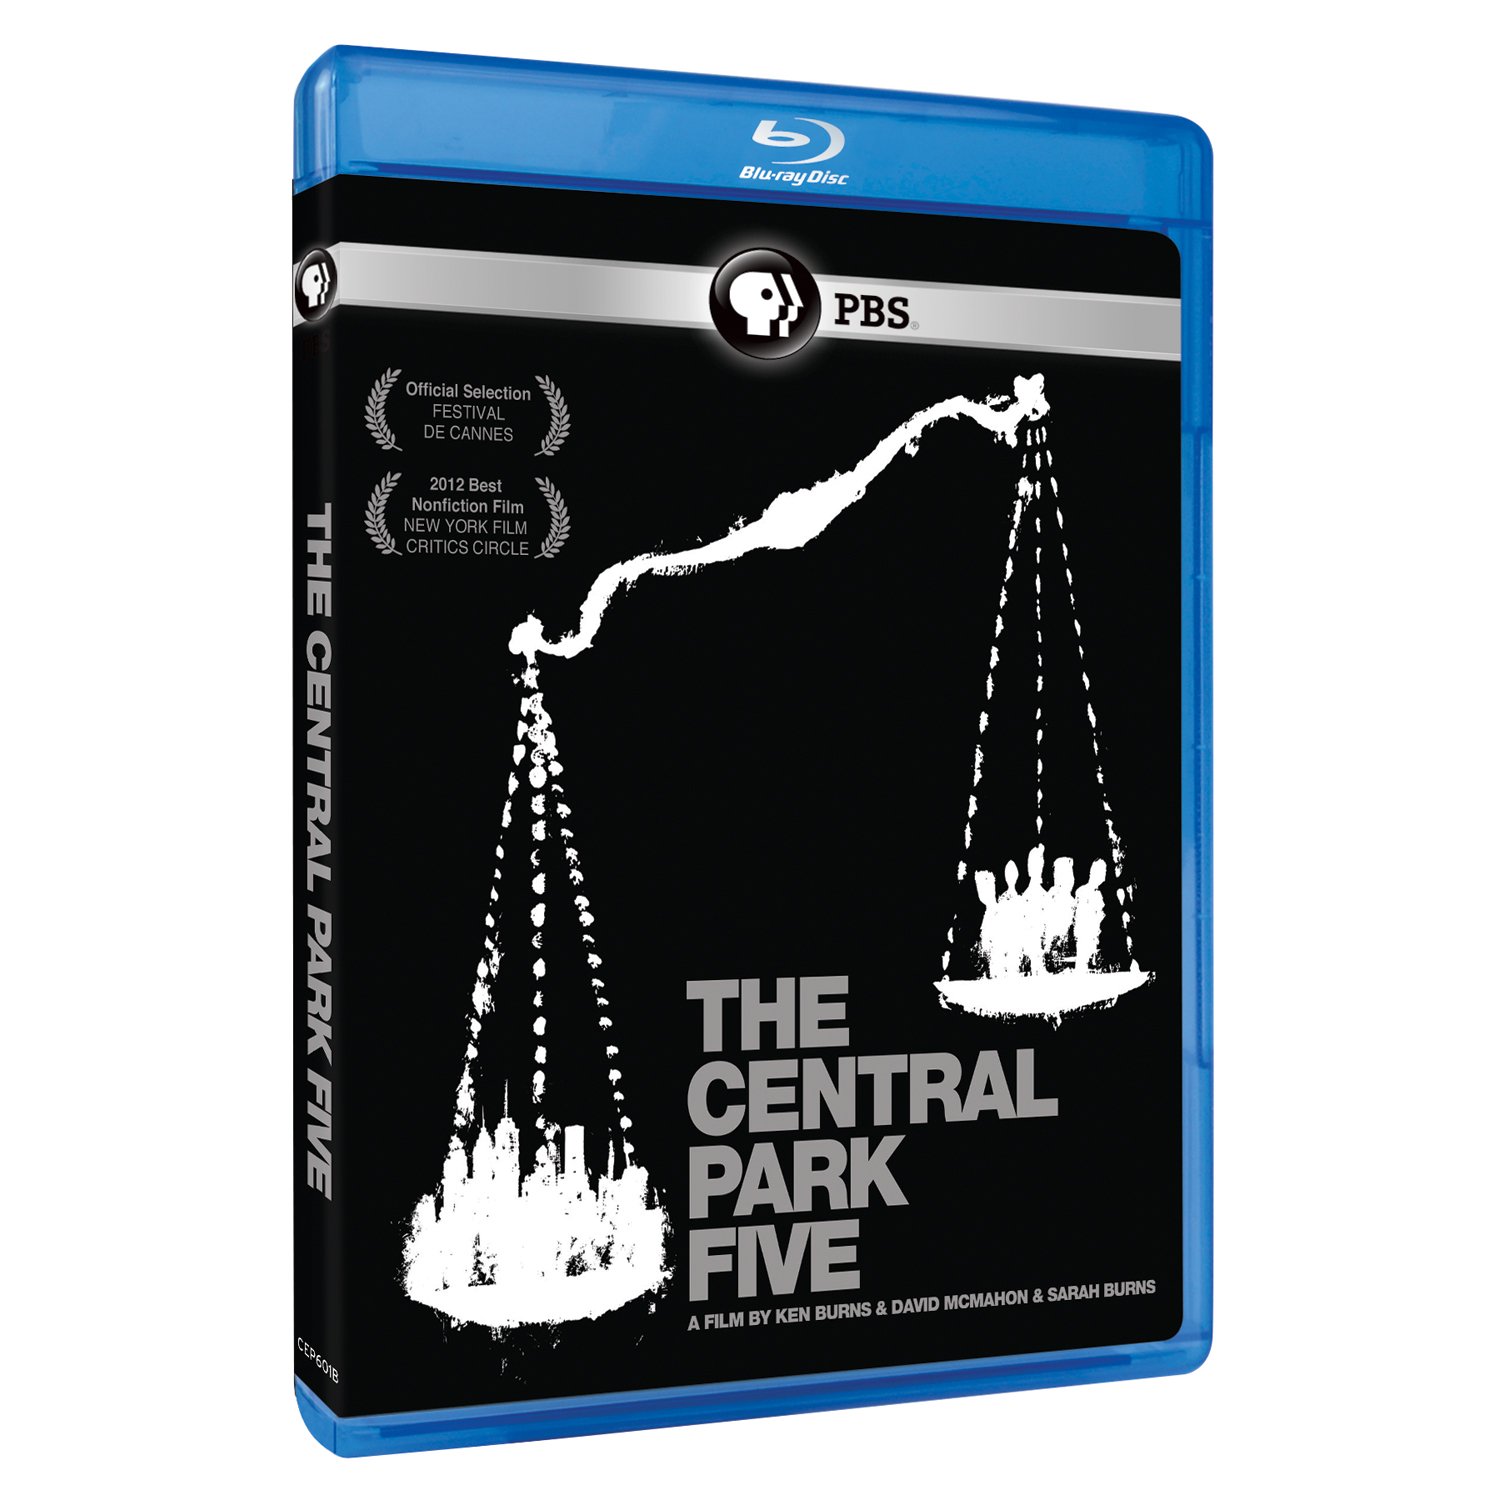 Blu-ray Disc
PBS
PBS
Official Selection
FESTIVAL
DE CANNES
2012 Best
Nonfiction Film
NEW YORK FILM
CRITICS CIRCLE
THE CENTRAL PARK FIVE
THE
CENTRAL
PARK
FIVE
A FILM BY KEN BURNS & DAVID MCMAHON & SARAH BURNS
CEP601B